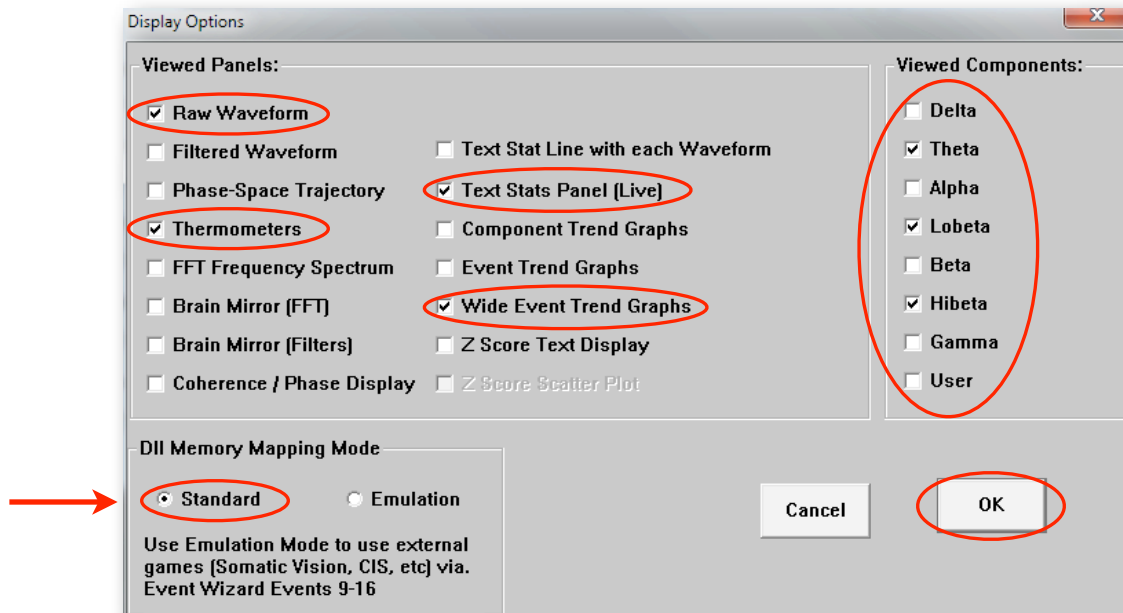 Display Options
x
Viewed Panels:
Raw Waveform
Filtered Waveform
Phase-Space Trajectory
Thermometers
FFT Frequency Spectrum
Brain Mirror (FFT)
Brain Mirror (Filters)
Coherence / Phase Display
Text Stat Line with each Waveform
Text Stats Panel (Live)
Component Trend Graphs
Event Trend Graphs
Wide Event Trend Graphs
Z Score Text Display
Z Score Scatter Plot
Viewed Components:
Delta
Theta
Alpha
Lobeta
Beta
Hibeta
Gamma
User
Dll Memory Mapping Mode
Standard
Emulation
Use Emulation Mode to use external
games (Somatic Vision, CIS, etc) via.
Event Wizard Events 9-16
Cancel
OK